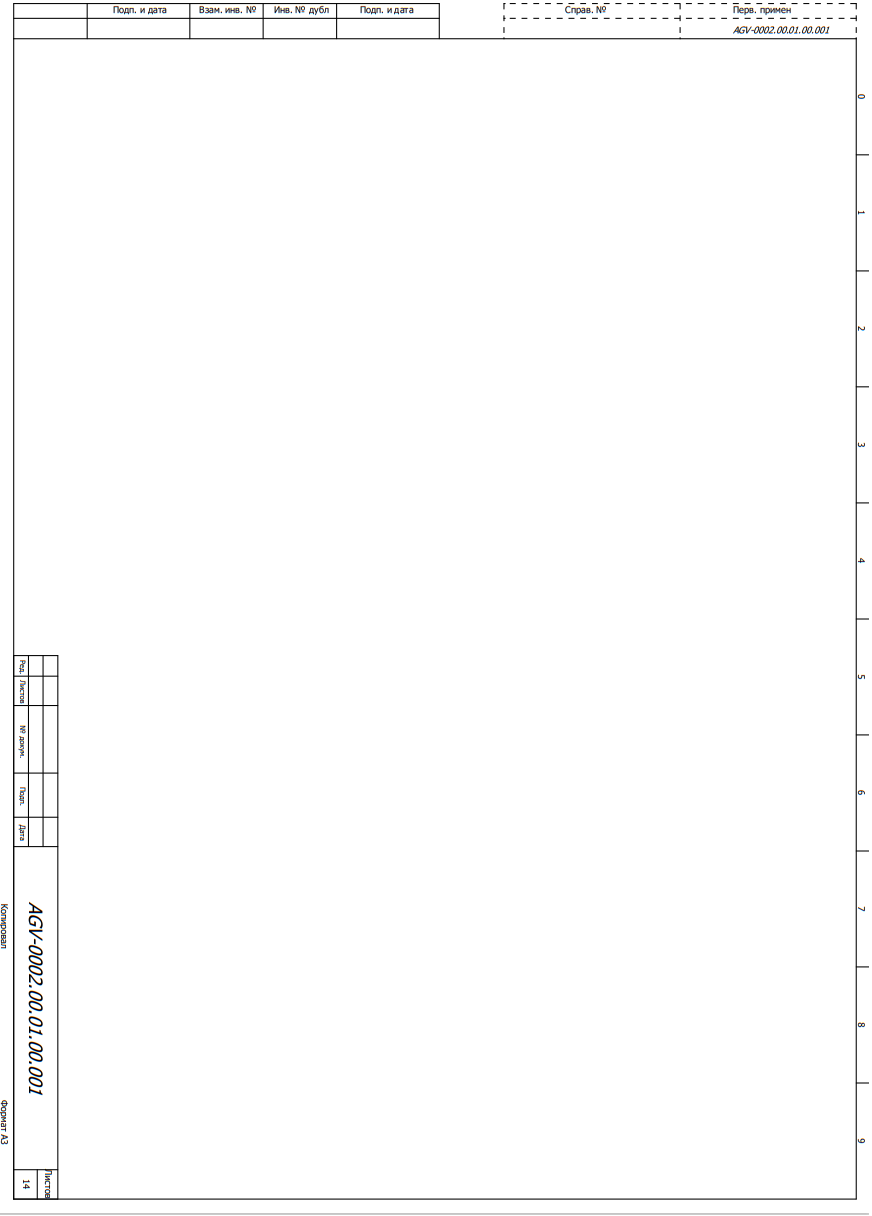 Подп. и дата
Взам. инв. №
Инв. № дубл
Подп. и дата
Справ. №
Перв. примен
AGV-0002.00.01.00.001
0
1
2
3
4
5
6
7
8
9
Ред.
Листов
№ докум.
Подп.
Дата
AGV-0002.00.01.00.001
Листов
14
Копировал
Формат А3